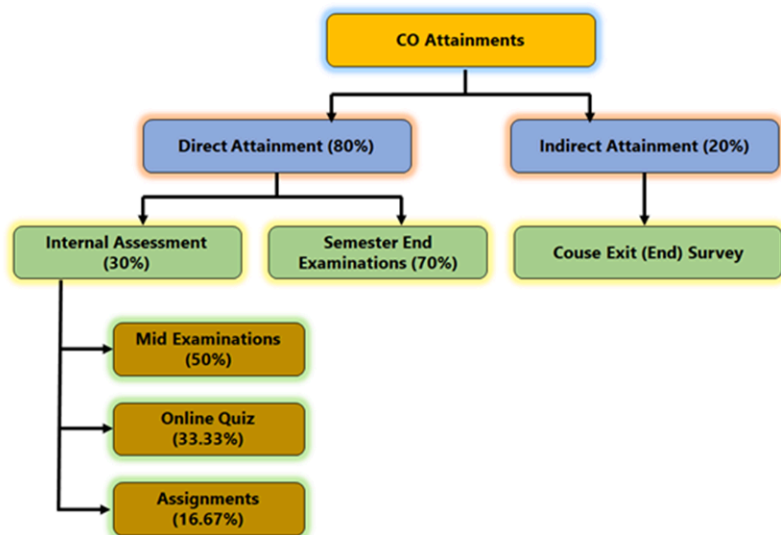 CO Attainments
Direct Attainment (80%)
Indirect Attainment (20%)
Internal Assessment
(30%)
Semester End
Examinations (70%)
Couse Exit (End) Survey
Mid Examinations
(50%)
Online Quiz
(33.33%)
Assignments
(16.67%)